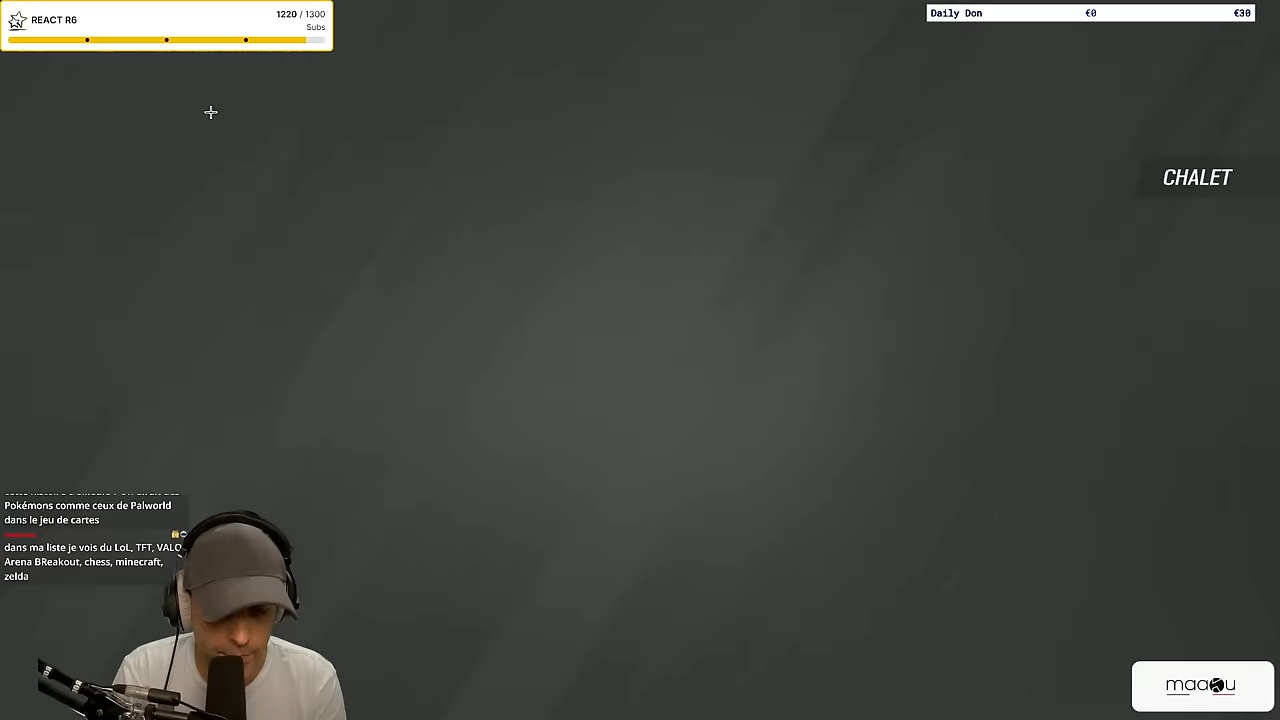 REACT R6
1220 / 1300
Subs
Daily Don €0 €30
CHALET
Pokémons comme ceux de Palworld
dans le jeu de cartes
dans ma liste je vois du LoL, TFT, VALO
Arena BReakout, chess, minecraft,
zelda
maaou